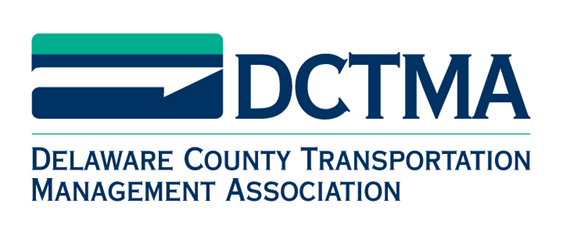 DCTMA
Delaware County Transportation
Management Association